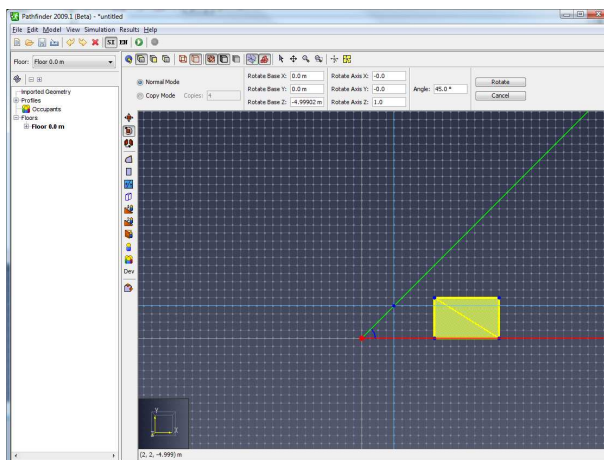 Pathfinder 2009.1 (Beta) - *untitled
File Edit Model View Simulation Results Help
SI EN
Floor: Floor 0.0 m
Normal Mode
Copy Mode Copies: 4
Rotate Base X: 0.0 m Rotate Axis X: -0.0
Rotate Base Y: 0.0 m Rotate Axis Y: -0.0 Angle: 45.0 °
Rotate Base Z: -4.99902 m Rotate Axis Z: 1.0
Rotate
Cancel
Imported Geometry
Profiles
Occupants
Floors
Floor 0.0 m
Dev
Y
X
Z
(2, 2, -4.999) m